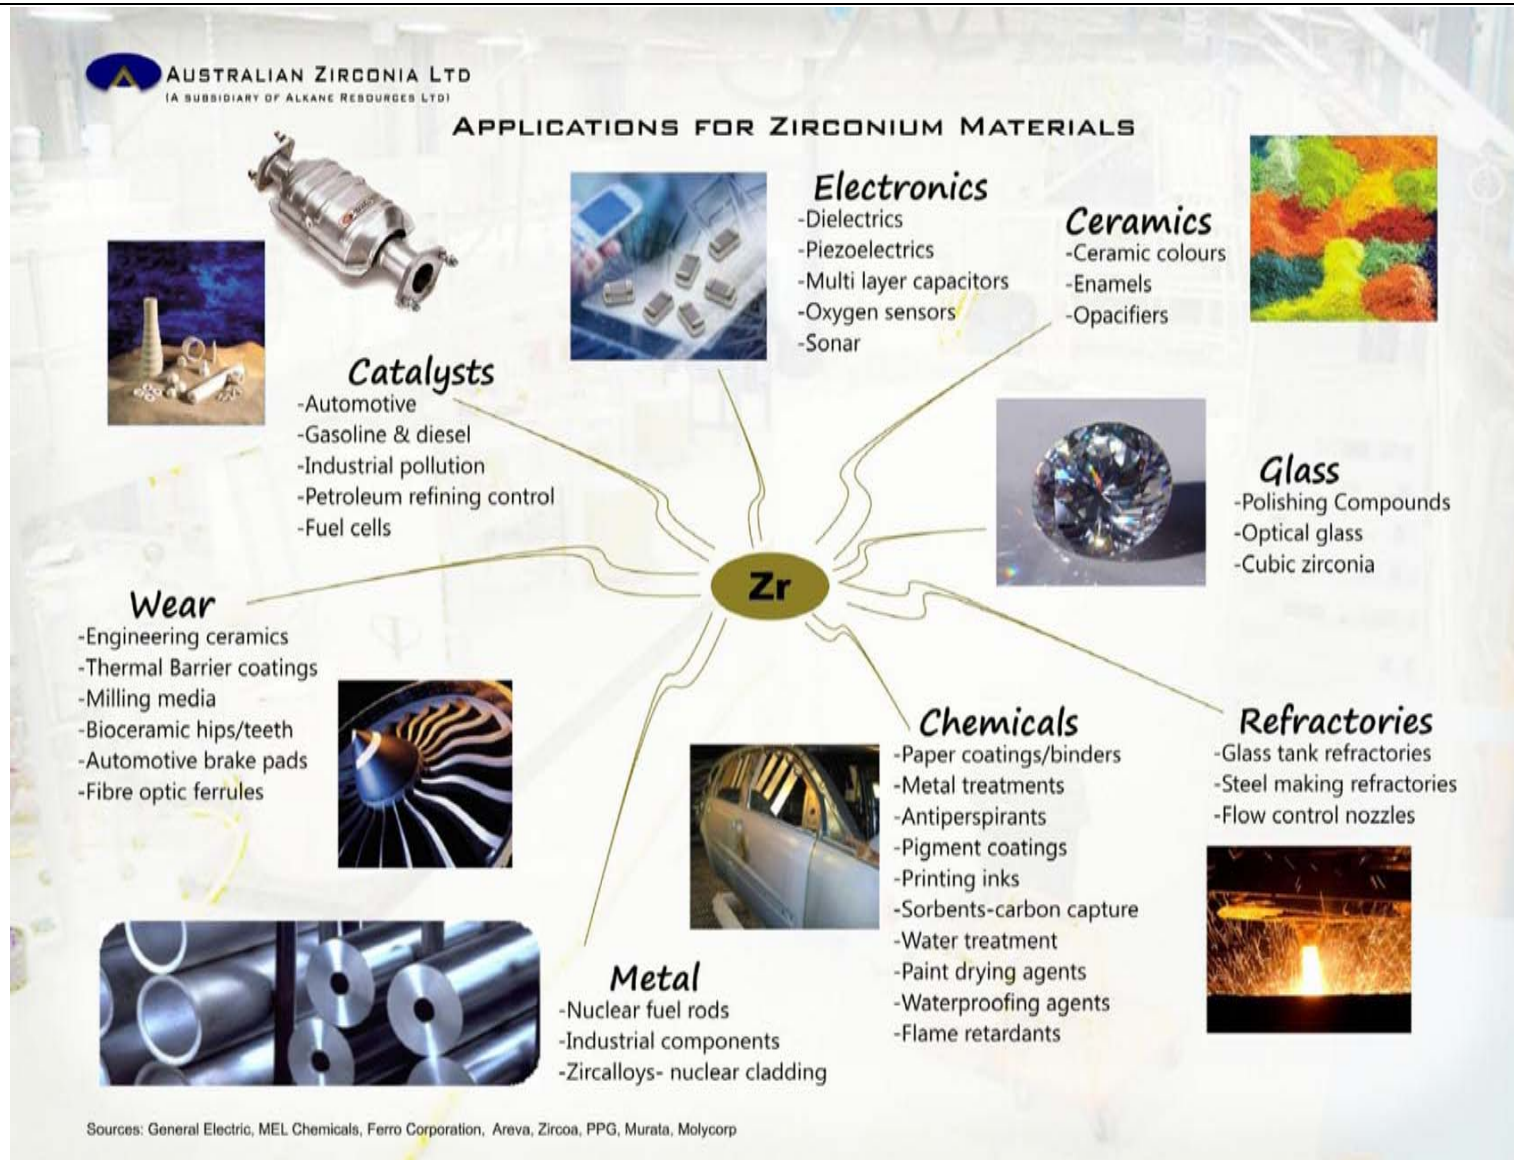 AUSTRALIAN ZIRCONIA LTD
(A SUBSIDIARY OF ALKANE RESOURCES LTD)
APPLICATIONS FOR ZIRCONIUM MATERIALS
Electronics
-Dielectrics
-Piezoelectrics
-Multi layer capacitors
-Oxygen sensors
-Sonar
Ceramics
-Ceramic colours
-Enamels
-Opacifiers
Catalysts
-Automotive
-Gasoline & diesel
-Industrial pollution
-Petroleum refining control
-Fuel cells
Glass
-Polishing Compounds
-Optical glass
-Cubic zirconia
Zr
Wear
-Engineering ceramics
-Thermal Barrier coatings
-Milling media
-Bioceramic hips/teeth
-Automotive brake pads
-Fibre optic ferrules
Chemicals
-Paper coatings/binders
-Metal treatments
-Antiperspirants
-Pigment coatings
-Printing inks
-Sorbents-carbon capture
-Water treatment
-Paint drying agents
-Waterproofing agents
-Flame retardants
Refractories
-Glass tank refractories
-Steel making refractories
-Flow control nozzles
Metal
-Nuclear fuel rods
-Industrial components
-Zircalloys- nuclear cladding
Sources: General Electric, MEL Chemicals, Ferro Corporation, Areva, Zircoa, PPG, Murata, Molycorp